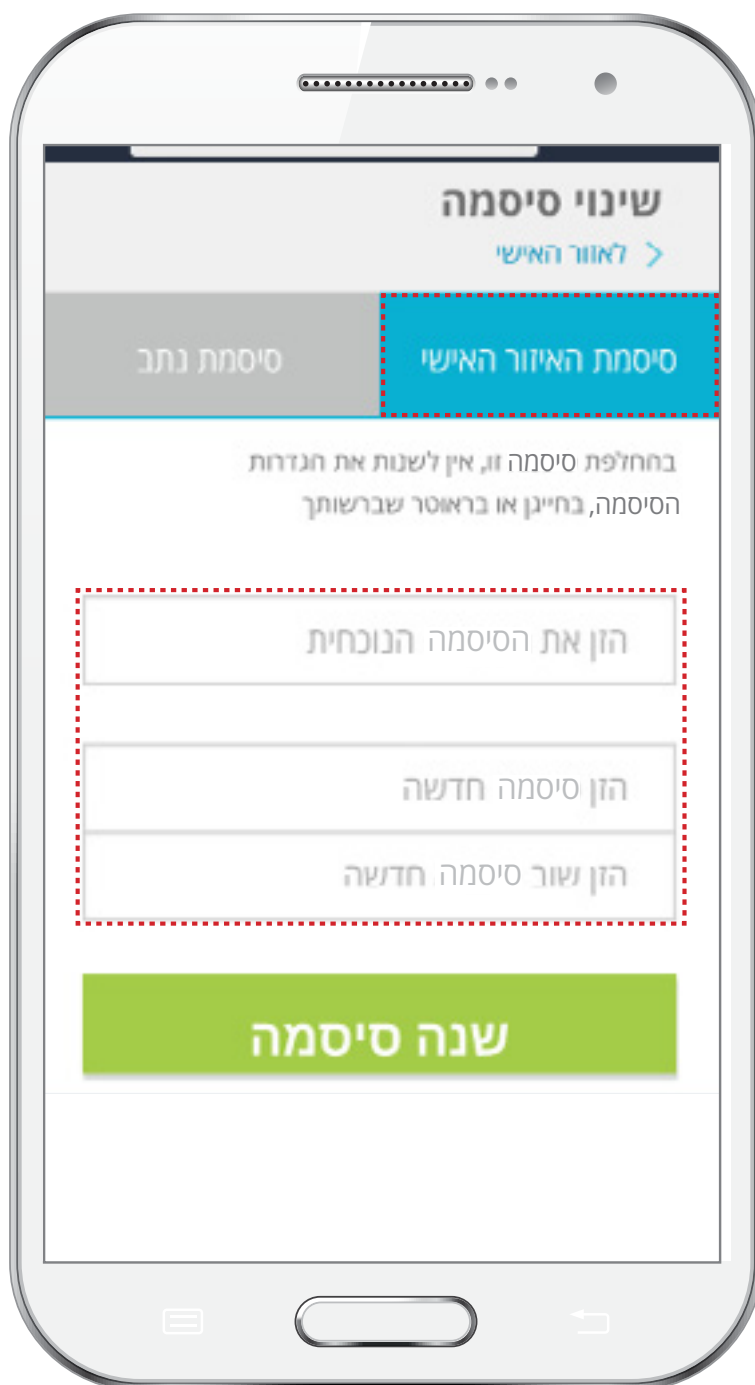 שינוי סיסמה
לאזור האישי
סיסמת האיזור האישי
סיסמת נתב
בהחלפת סיסמה זו, אין לשנות את הגדרות
הסיסמה, בחייגן או בראוטר שברשותך
הזן את הסיסמה הנוכחית
הזן סיסמה חדשה
הזן שוב סיסמה חדשה
שנה סיסמה